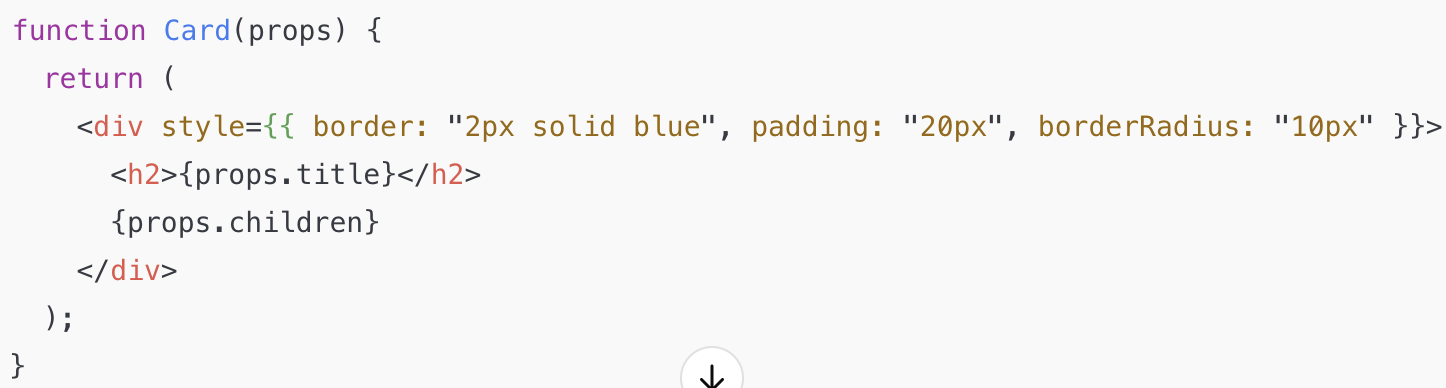 function Card(props) {
  return (
    <div style={{ border: "2px solid blue", padding: "20px", borderRadius: "10px" }}>
      <h2>{props.title}</h2>
      {props.children}
    </div>
  );
}